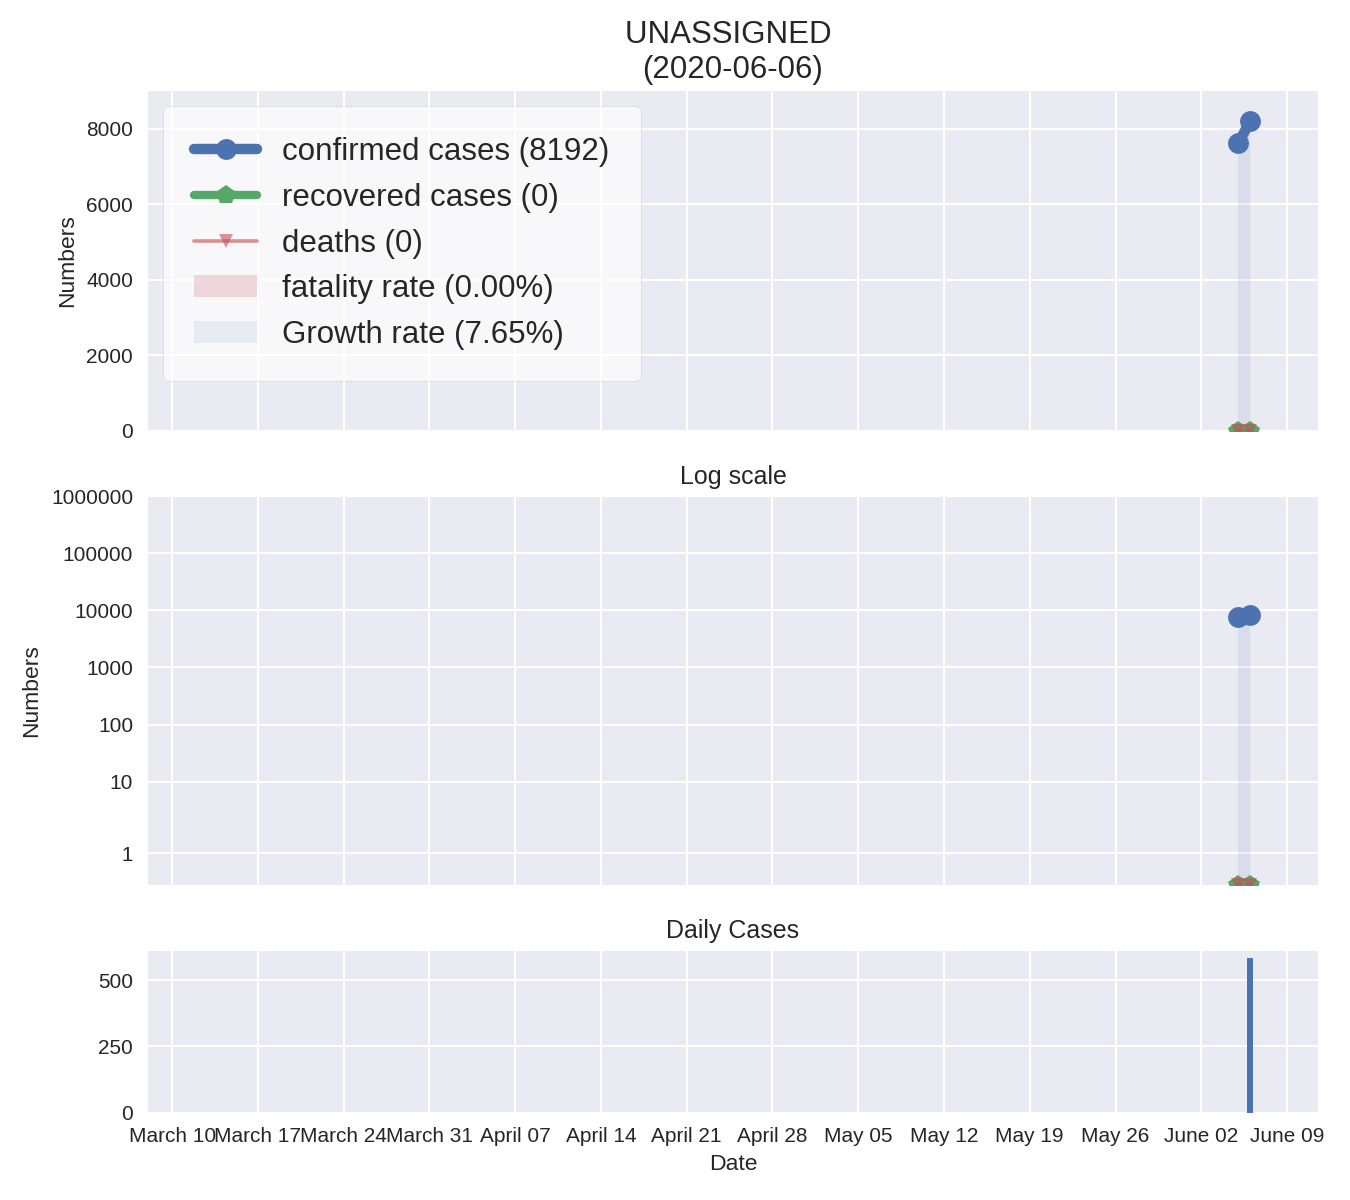 UNASSIGNED
(2020-06-06)
8000
6000
4000
2000
0
Numbers
confirmed cases (8192)
recovered cases (0)
deaths (0)
fatality rate (0.00%)
Growth rate (7.65%)
Log scale
1000000
100000
10000
1000
100
10
1
Numbers
Daily Cases
500
250
0
March 10 March 17 March 24 March 31 April 07 April 14 April 21 April 28 May 05 May 12 May 19 May 26 June 02 June 09
Date